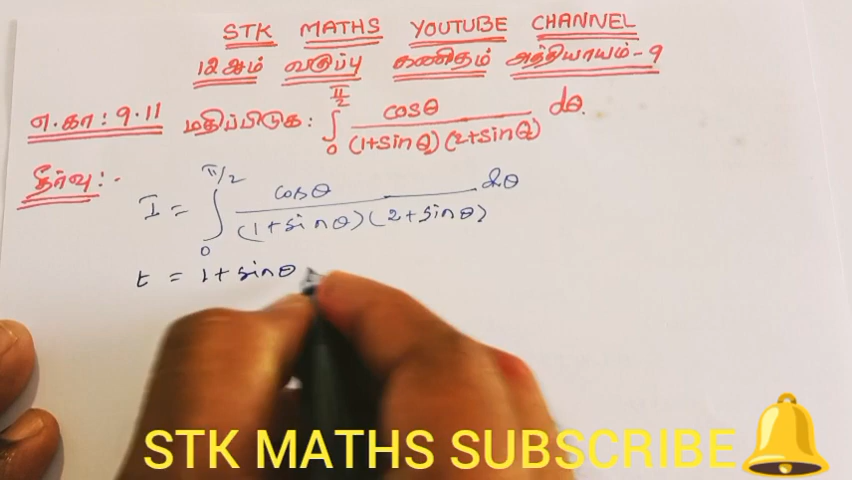 STK MATHS YOUTUBE CHANNEL
12ஆம் வகுப்பு கணிதம் அத்தியாயம்-9
எ.கா: 9.11 மதிப்பிடுக: ∫₀^(π/2) cosθ / (1+sinθ)(2+sinθ) dθ.
தீர்வு:-
I = ∫₀^(π/2) cosθ / (1+sinθ)(2+sinθ) dθ
t = 1+sinθ
STK MATHS SUBSCRIBE